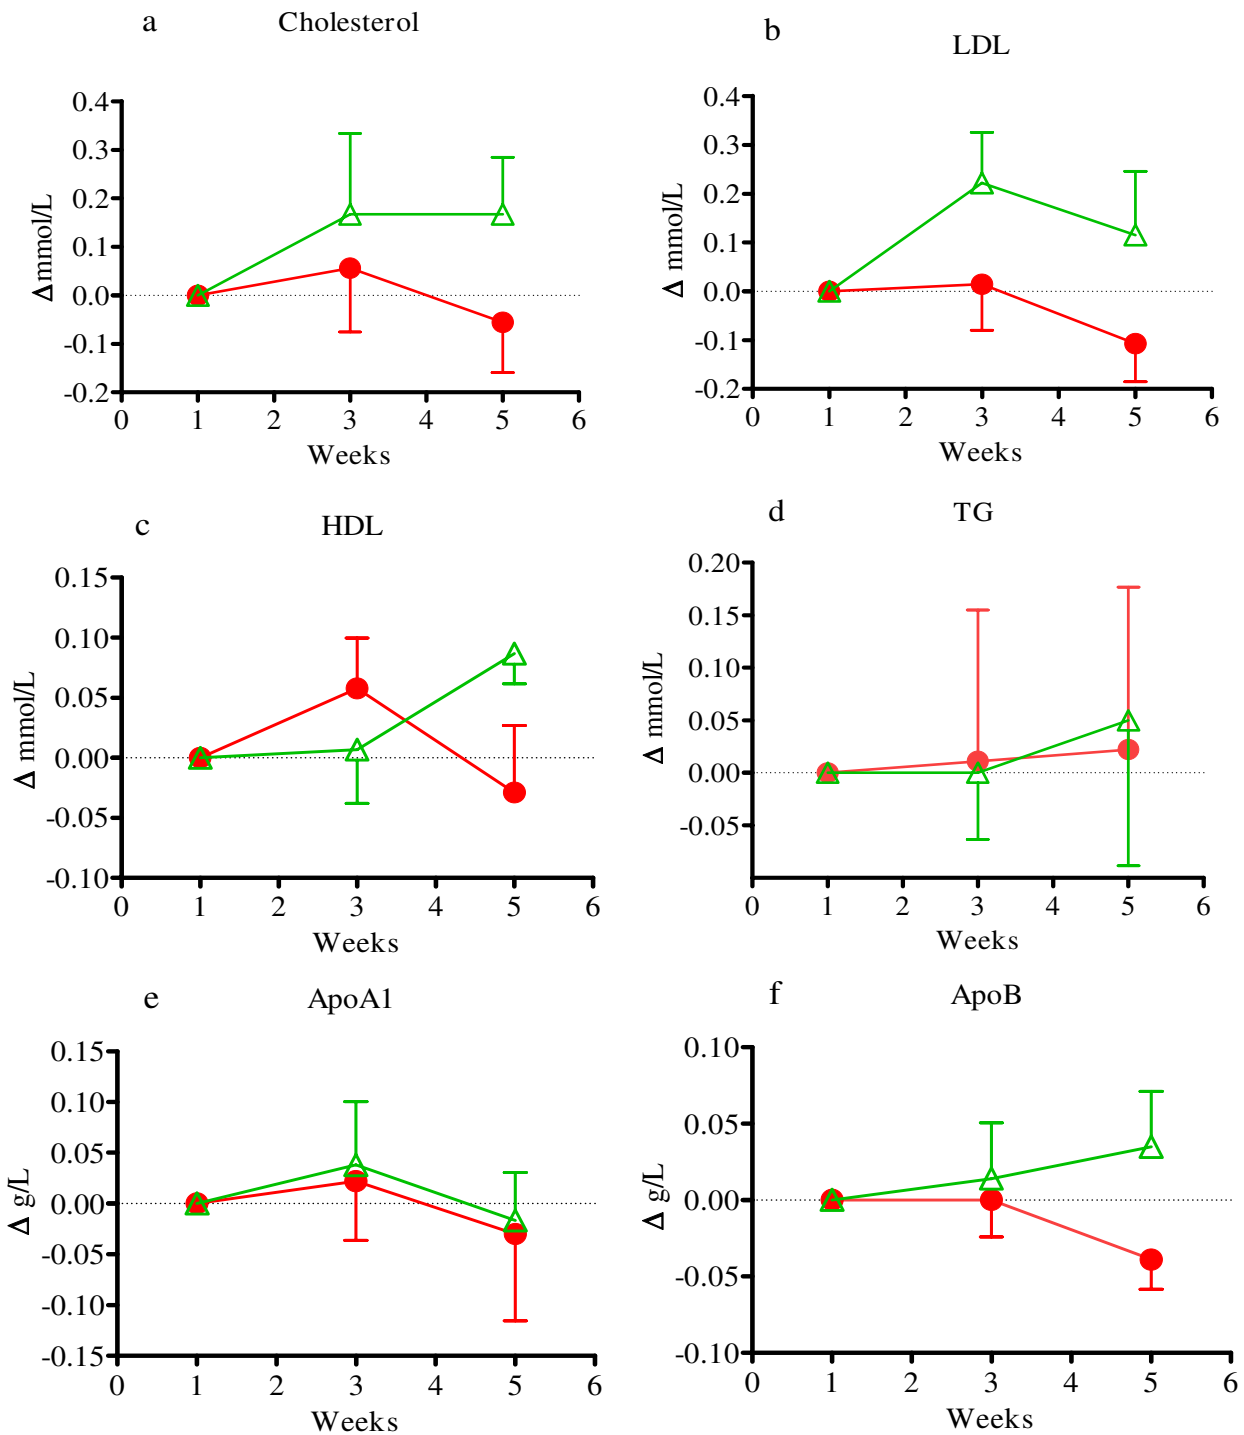 a Cholesterol
Δ mmol/L
0.4
0.3
0.2
0.1
0.0
-0.1
-0.2
0 1 2 3 4 5 6
Weeks
b LDL
Δ mmol/L
0.4
0.3
0.2
0.1
0.0
-0.1
-0.2
0 1 2 3 4 5 6
Weeks
c HDL
Δ mmol/L
0.15
0.10
0.05
0.00
-0.05
-0.10
0 1 2 3 4 5 6
Weeks
d TG
Δ mmol/L
0.20
0.15
0.10
0.05
0.00
-0.05
0 1 2 3 4 5 6
Weeks
e ApoA1
Δ g/L
0.15
0.10
0.05
0.00
-0.05
-0.10
-0.15
0 1 2 3 4 5 6
Weeks
f ApoB
Δ g/L
0.10
0.05
0.00
-0.05
-0.10
0 1 2 3 4 5 6
Weeks